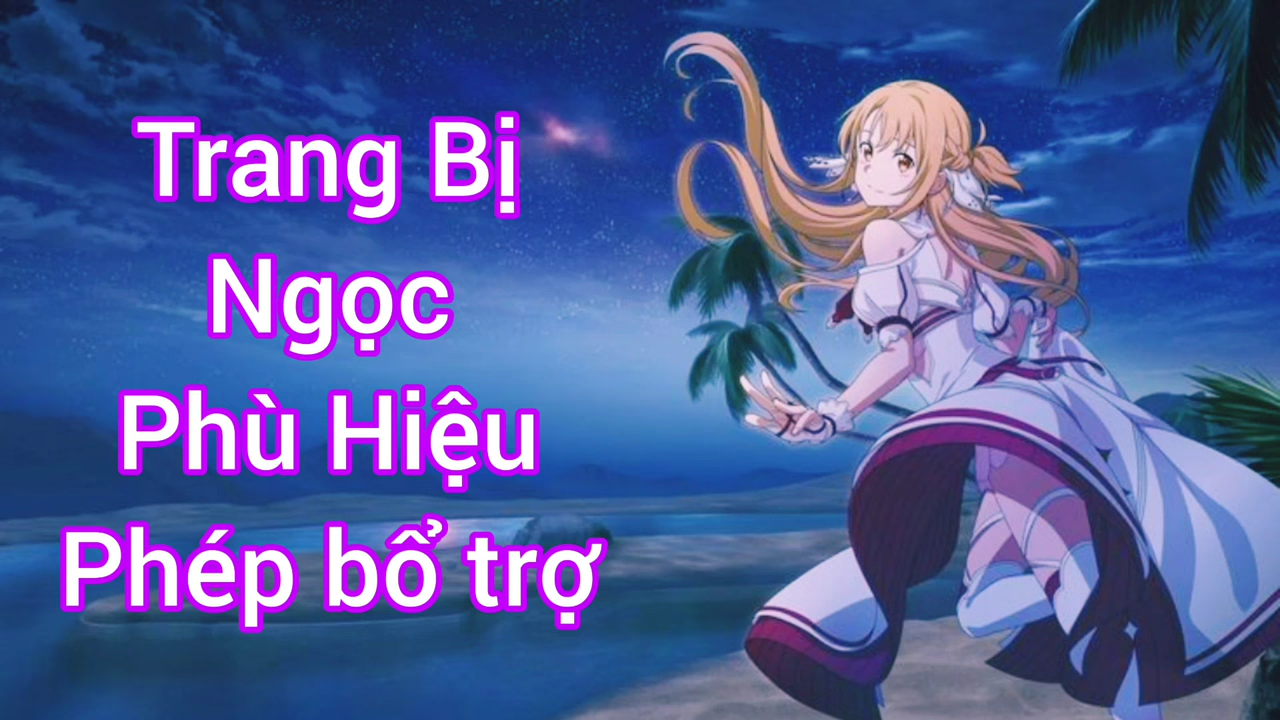 Trang Bị
Ngọc
Phù Hiệu
Phép bổ trợ